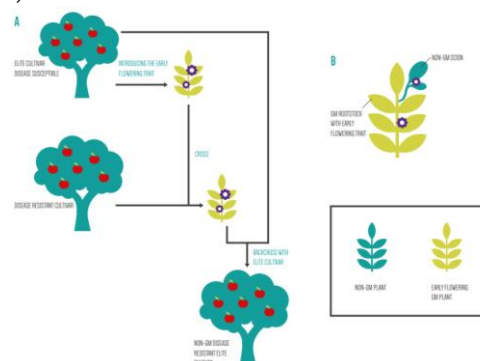 A
ELITE CULTIVAR
DISEASE SUSCEPTIBLE
INTRODUCING THE EARLY
FLOWERING TRAIT
CROSS
DISEASE RESISTANT CULTIVAR
BACKCROSS WITH
ELITE CULTIVAR
NON-GM DISEASE
RESISTANT ELITE
B
NON-GM SCION
GM ROOTSTOCK
WITH EARLY
FLOWERING TRAIT
NON-GM PLANT
EARLY FLOWERING
GM PLANT